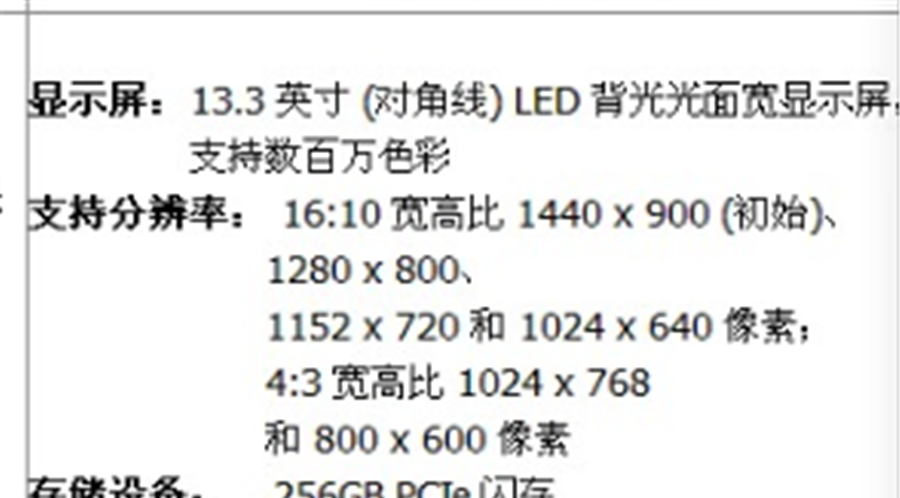 显示屏：13.3 英寸 (对角线) LED 背光光面宽显示屏，
支持数百万色彩
支持分辨率： 16:10 宽高比 1440 x 900 (初始)、
1280 x 800、
1152 x 720 和 1024 x 640 像素；
4:3 宽高比 1024 x 768
和 800 x 600 像素
存储设备： 256GB PCIe 闪存